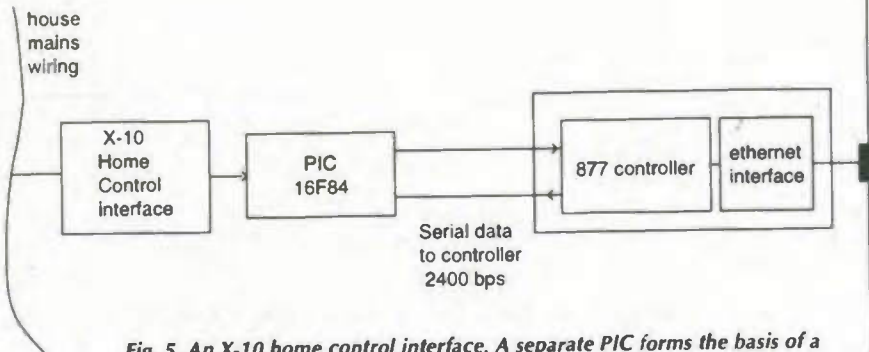 house
mains
wiring
X-10
Home
Control
interface
PIC
16F84
877 controller
ethernet
interface
Serial data
to controller
2400 bps
Fig. 5. An X-10 home control interface. A separate PIC forms the basis of a